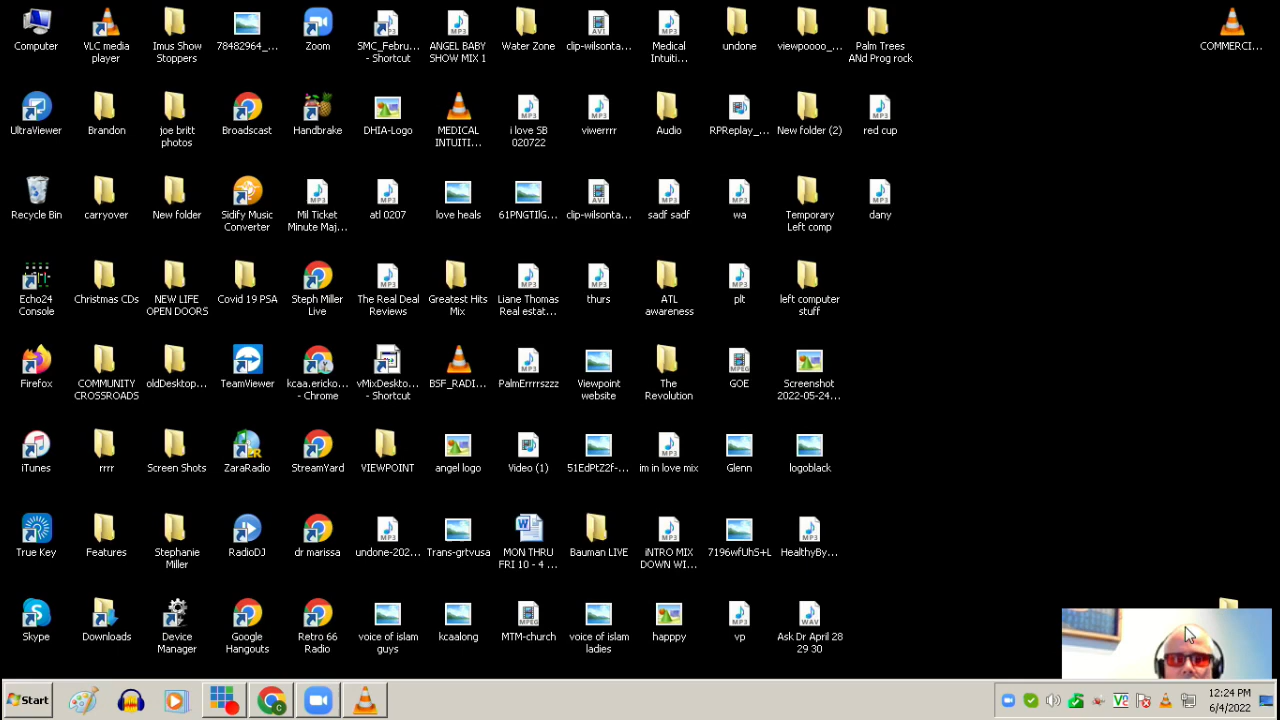 Computer
VLC media
player
Imus Show
Stoppers
78482964_...
Zoom
SMC_Febru...
- Shortcut
ANGEL BABY
SHOW MIX 1
Water Zone
clip-wilsonta...
Medical
Intuiti...
undone
viewpoooo_...
Palm Trees
ANd Prog rock
COMMERCI...
UltraViewer
Brandon
joe britt
photos
Broadscast
Handbrake
DHIA-Logo
MEDICAL
INTUITI...
i love SB
020722
viwerrrr
Audio
RPReplay_...
New folder (2)
red cup
Recycle Bin
carryover
New folder
Sidify Music
Converter
Mil Ticket
Minute Maj...
atl 0207
love heals
61PNGTIlG...
clip-wilsonta...
sadf sadf
wa
Temporary
Left comp
dany
Echo24
Console
Christmas CDs
NEW LIFE
OPEN DOORS
Covid 19 PSA
Steph Miller
Live
The Real Deal
Reviews
Greatest Hits
Mix
Liane Thomas
Real estat...
thurs
ATL
awareness
plt
left computer
stuff
Firefox
COMMUNITY
CROSSROADS
oldDesktop...
TeamViewer
kcaa.ericko...
- Chrome
vMixDeskto...
- Shortcut
BSF_RADI...
PalmErrrrszzz
Viewpoint
website
The
Revolution
GOE
Screenshot
2022-05-24...
iTunes
rrrr
Screen Shots
ZaraRadio
StreamYard
VIEWPOINT
angel logo
Video (1)
51EdPtZ2f-...
im in love mix
Glenn
logoblack
True Key
Features
Stephanie
Miller
RadioDJ
dr marissa
undone-202...
Trans-grtvusa
MON THRU
FRI 10 - 4 ...
Bauman LIVE
iNTRO MIX
DOWN WI...
7196wfUhS+L
HealthyBy...
Skype
Downloads
Device
Manager
Google
Hangouts
Retro 66
Radio
voice of islam
guys
kcaalong
MTM-church
voice of islam
ladies
happpy
vp
Ask Dr April 28
29 30
Start
12:24 PM
6/4/2022